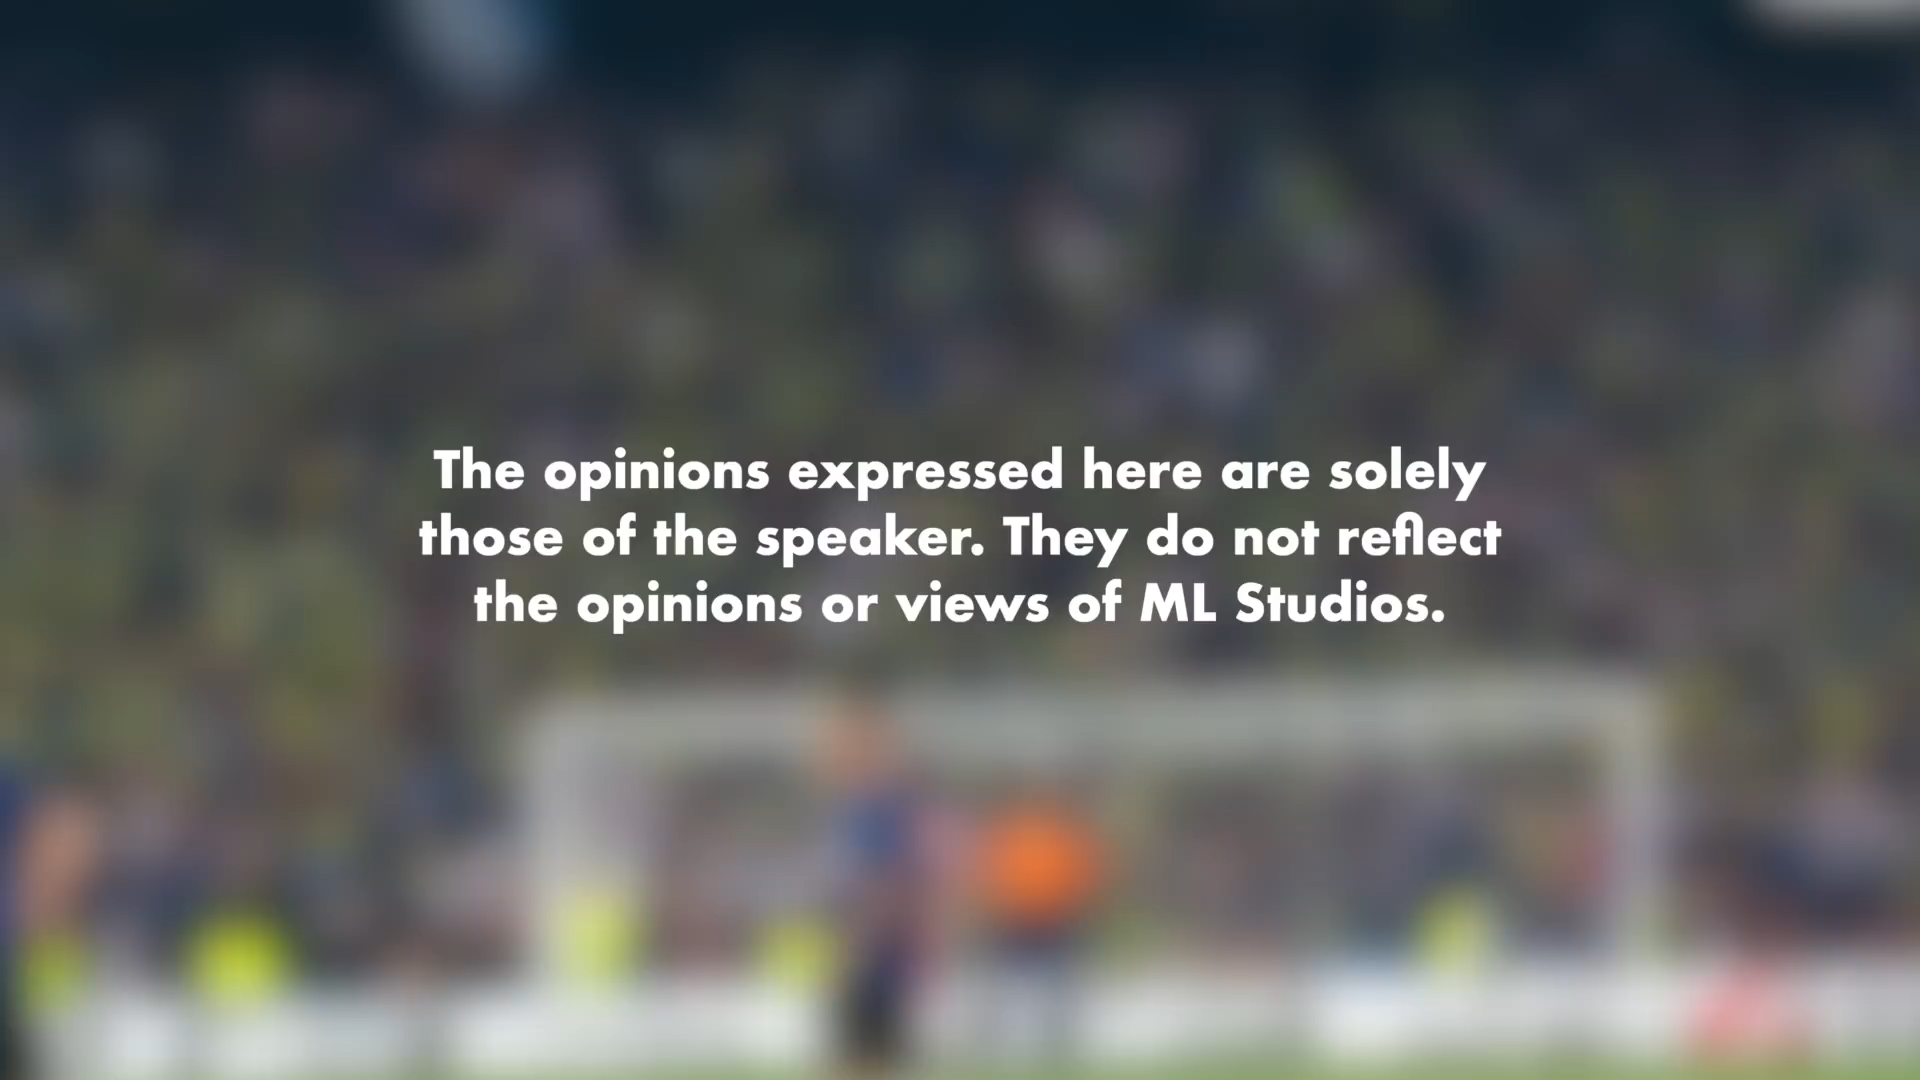 The opinions expressed here are solely
those of the speaker. They do not reflect
the opinions or views of ML Studios.